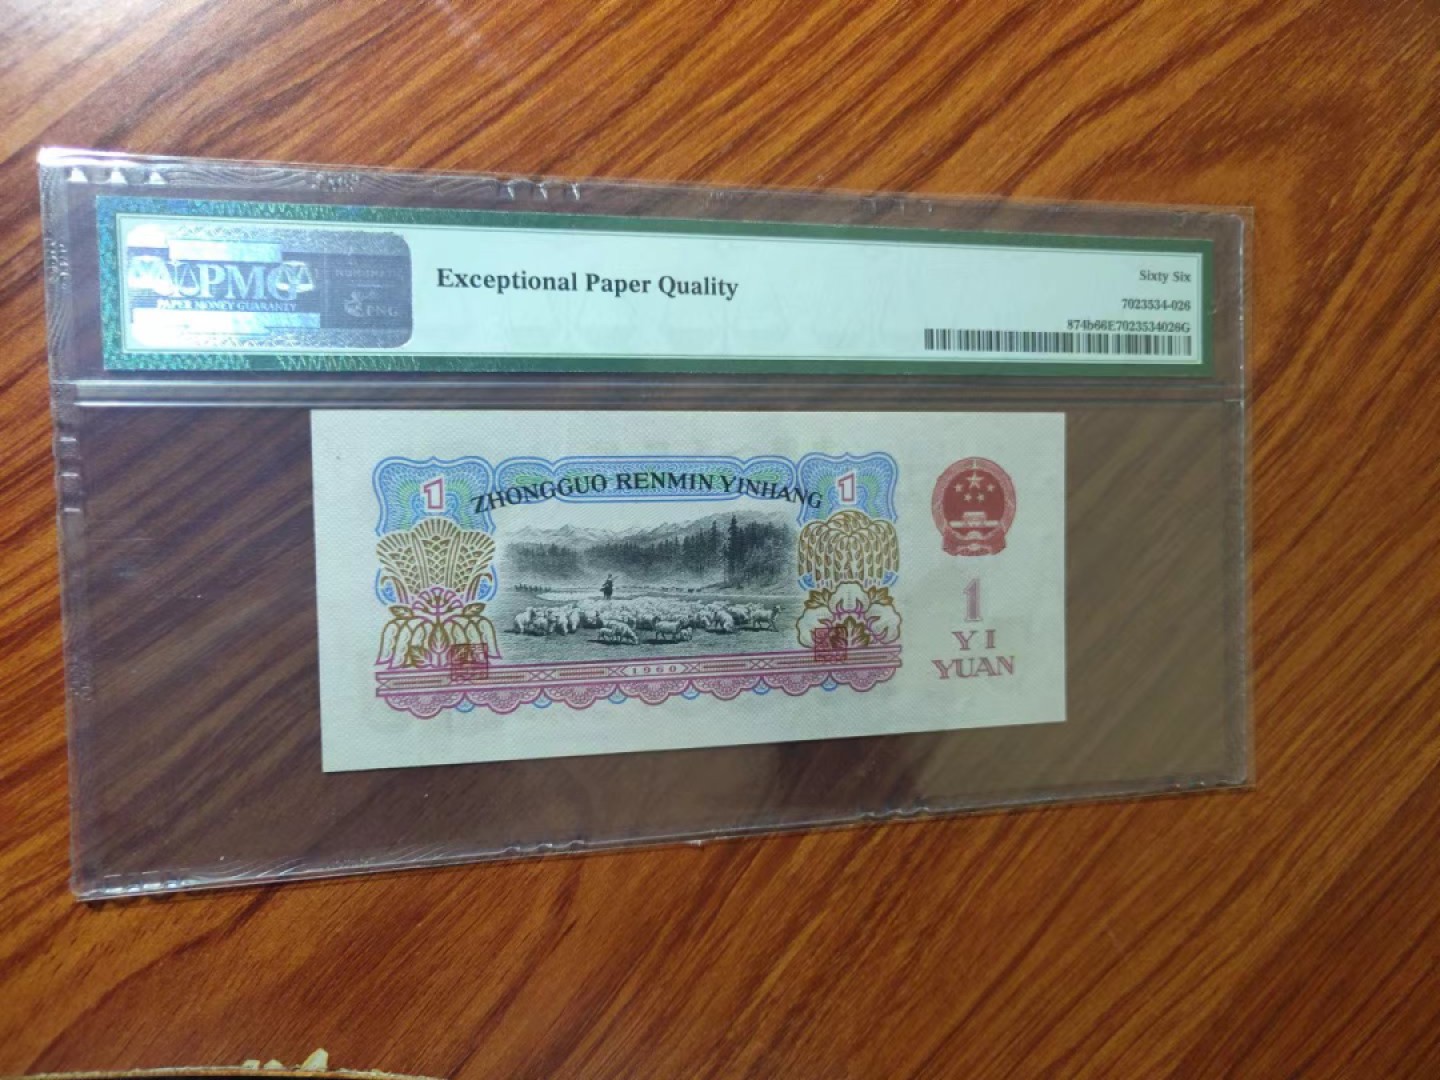 PMG
PAPER MONEY GUARANTY
PNG
Exceptional Paper Quality
Sixty Six
7023534-026
874b66E7023534026G
1
ZHONGGUO RENMIN YINHANG
1
1
YI
YUAN
1960